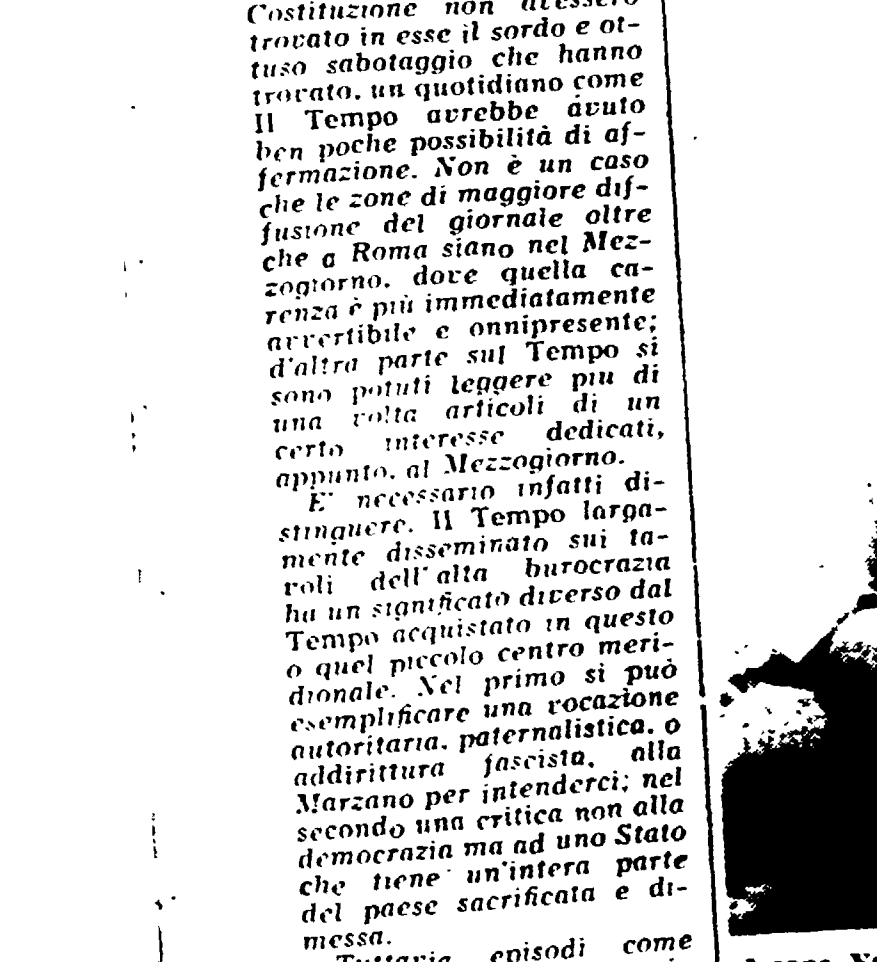 Costituzione non avessero
trovato in esse il sordo e ot-
tuso sabotaggio che hanno
trovato, un quotidiano come
Il Tempo avrebbe avuto
ben poche possibilità di af-
fermazione. Non è un caso
che le zone di maggiore dif-
fusione del giornale oltre
che a Roma siano nel Mez-
zogiorno, dove quella ca-
renza è più immediatamente
avvertibile e onnipresente;
d'altra parte sul Tempo si
sono potuti leggere più di
una volta articoli di un
certo interesse dedicati,
appunto, al Mezzogiorno.
E' necessario infatti di-
stinguere. Il Tempo larga-
mente disseminato sui ta-
voli dell'alta burocrazia
ha un significato diverso dal
Tempo acquistato in questo
o quel piccolo centro meri-
dionale. Nel primo si può
esemplificare una vocazione
autoritaria, paternalistica, o
addirittura fascista, alla
Marzano per intenderci; nel
secondo una critica non alla
democrazia ma ad uno Stato
che tiene un'intera parte
del paese sacrificata e di-
messa.
Tuttavia episodi come